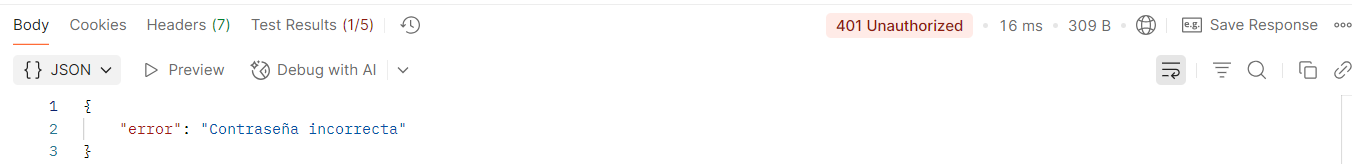 Body Cookies Headers (7) Test Results (1/5) 401 Unauthorized 16 ms 309 B e.g. Save Response
{} JSON Preview Debug with AI
1 {
2 "error": "Contraseña incorrecta"
3 }